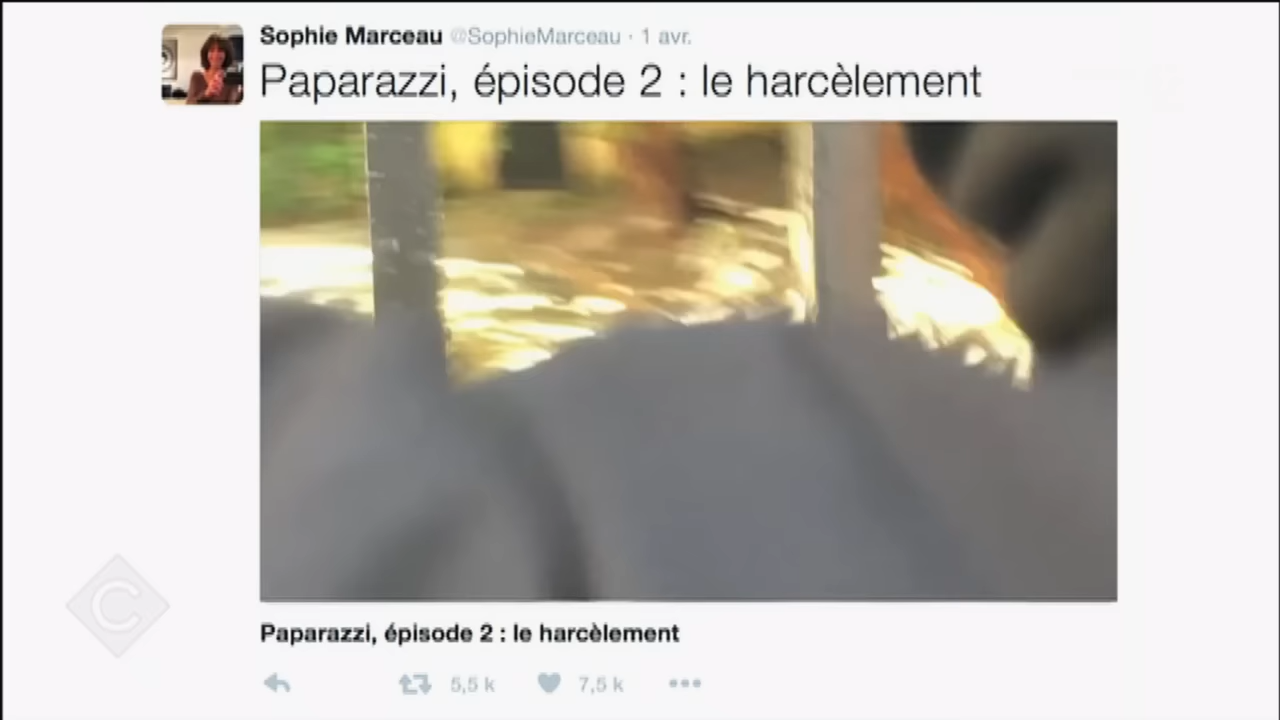 Sophie Marceau @SophieMarceau · 1 avr.
Paparazzi, épisode 2 : le harcèlement
Paparazzi, épisode 2 : le harcèlement
5,5 k 7,5 k
C